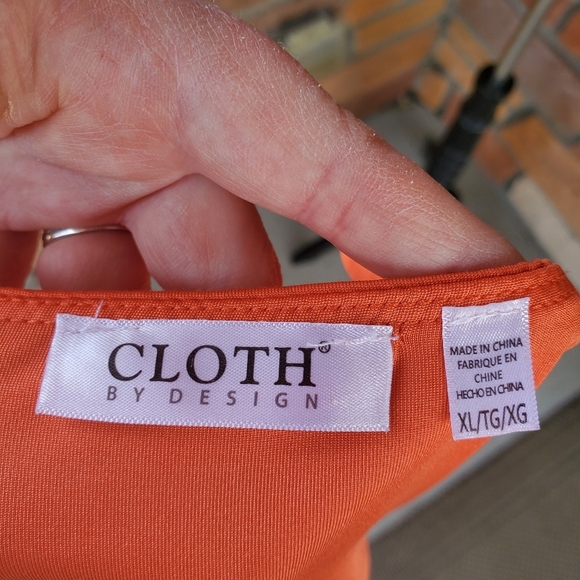 CLOTH®
BY DESIGN
MADE IN CHINA
FABRIQUE EN
CHINE
HECHO EN CHINA
XL/TG/XG